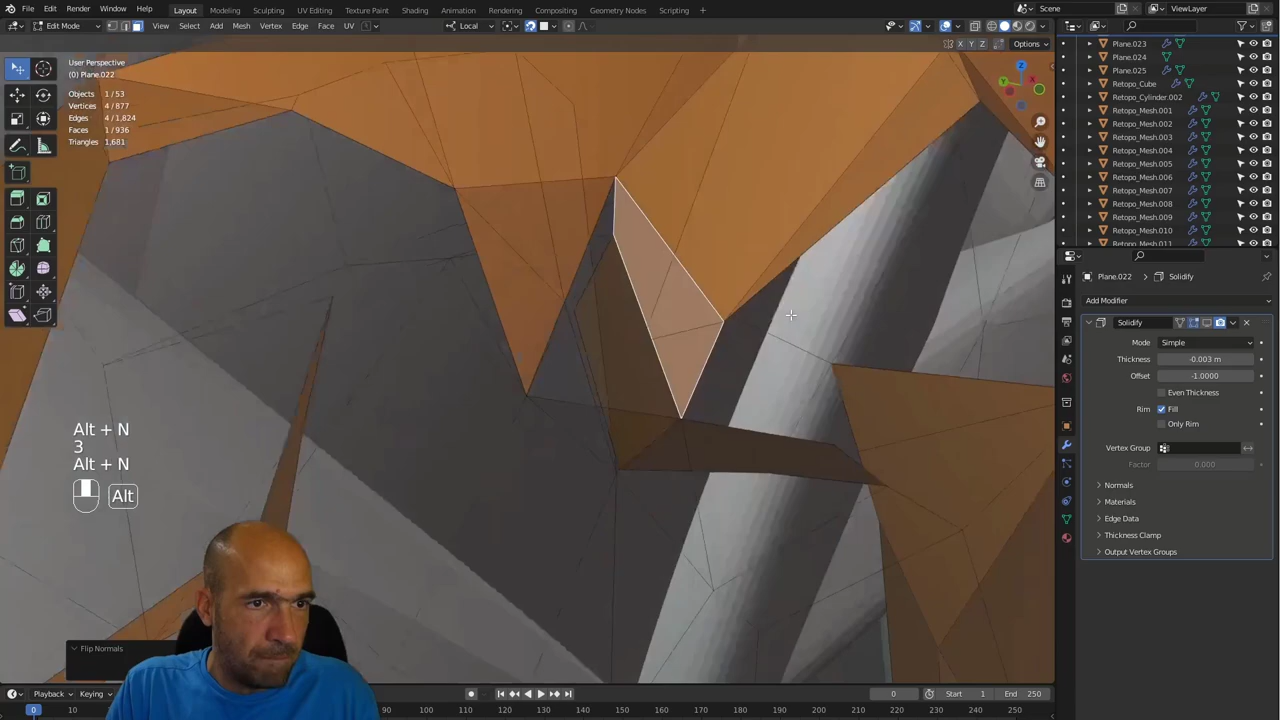 File Edit Render Window Help Layout Modeling Sculpting UV Editing Texture Paint Shading Animation Rendering Compositing Geometry Nodes Scripting Scene ViewLayer
Edit Mode View Select Add Mesh Vertex Edge Face UV Local
X Y Z Options
User Perspective
(0) Plane.022
Objects 1/53
Vertices 4/877
Edges 4/1,824
Faces 1/936
Triangles 1,681
Z
Y
X
Plane.023
Plane.024
Plane.025
Retopo_Cube
Retopo_Cylinder.002
Retopo_Mesh.001
Retopo_Mesh.002
Retopo_Mesh.003
Retopo_Mesh.004
Retopo_Mesh.005
Retopo_Mesh.006
Retopo_Mesh.007
Retopo_Mesh.008
Retopo_Mesh.009
Retopo_Mesh.010
Retopo_Mesh.011
Plane.022 Solidify
Add Modifier
Solidify
Mode Simple
Thickness -0.003 m
Offset -1.0000
Even Thickness
Rim Fill
Only Rim
Vertex Group
Factor 0.000
Normals
Materials
Edge Data
Thickness Clamp
Output Vertex Groups
Alt + N
3
Alt + N
Alt
Flip Normals
Playback Keying 0 Start 1 End 250
0 10 70 80 90 100 110 120 130 140 150 160 170 180 190 200 210 220 230 240 250